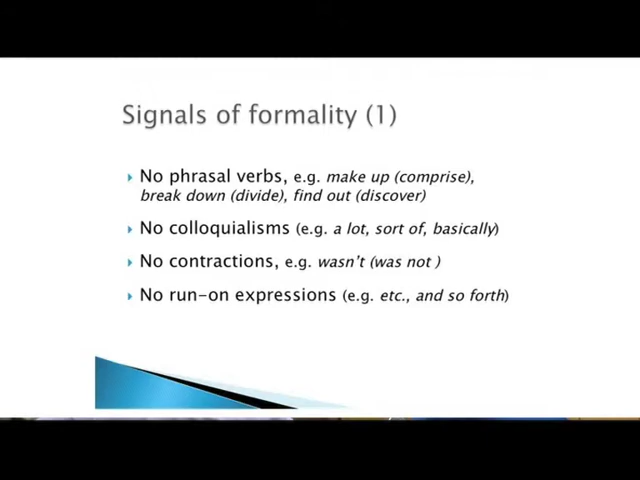 Signals of formality (1)
No phrasal verbs, e.g. make up (comprise),
break down (divide), find out (discover)
No colloquialisms (e.g. a lot, sort of, basically)
No contractions, e.g. wasn't (was not )
No run-on expressions (e.g. etc., and so forth)